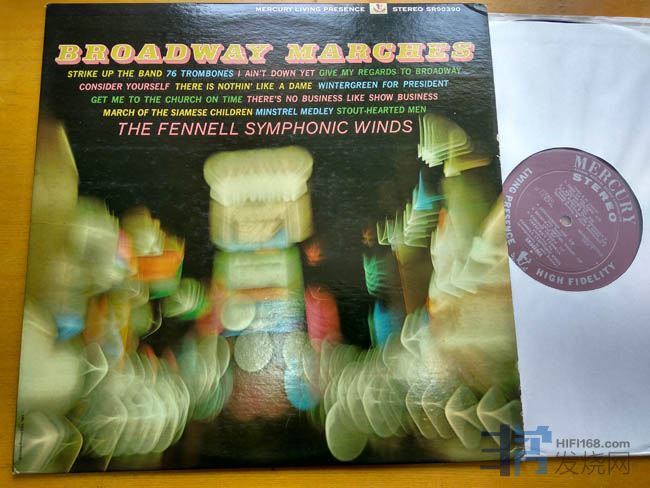 MERCURY LIVING PRESENCE STEREO SR90390
BROADWAY MARCHES
STRIKE UP THE BAND 76 TROMBONES I AIN'T DOWN YET GIVE MY REGARDS TO BROADWAY
CONSIDER YOURSELF THERE IS NOTHIN' LIKE A DAME WINTERGREEN FOR PRESIDENT
GET ME TO THE CHURCH ON TIME THERE'S NO BUSINESS LIKE SHOW BUSINESS
MARCH OF THE SIAMESE CHILDREN MINSTREL MEDLEY STOUT-HEARTED MEN
THE FENNELL SYMPHONIC WINDS
MERCURY
STEREO
LIVING PRESENCE
HIGH FIDELITY
HIFI168.com
发烧网